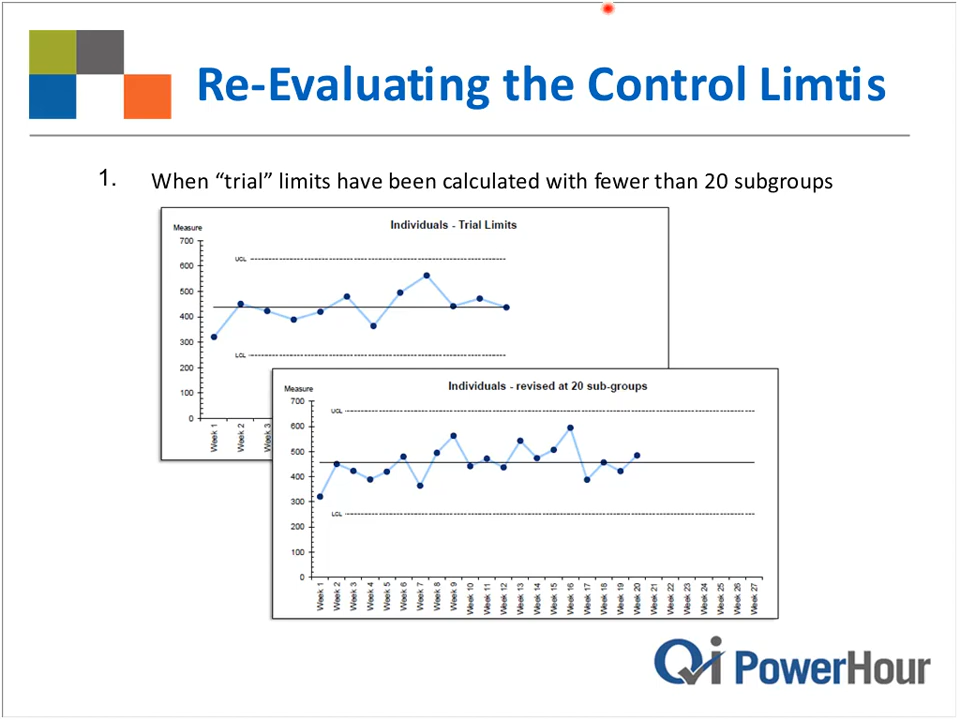 Re-Evaluating the Control Limtis
1. When “trial” limits have been calculated with fewer than 20 subgroups
Individuals - Trial Limits
Measure
700
600
UCL
500
400
300
LCL
200
100
0
Week 1
Week 2
Week 3
Individuals - revised at 20 sub-groups
Measure
700
UCL
600
500
400
300
LCL
200
100
0
Week 1
Week 2
Week 3
Week 4
Week 5
Week 6
Week 7
Week 8
Week 9
Week 10
Week 11
Week 12
Week 13
Week 14
Week 15
Week 16
Week 17
Week 18
Week 19
Week 20
Week 21
Week 22
Week 23
Week 24
Week 25
Week 26
Week 27
QI PowerHour